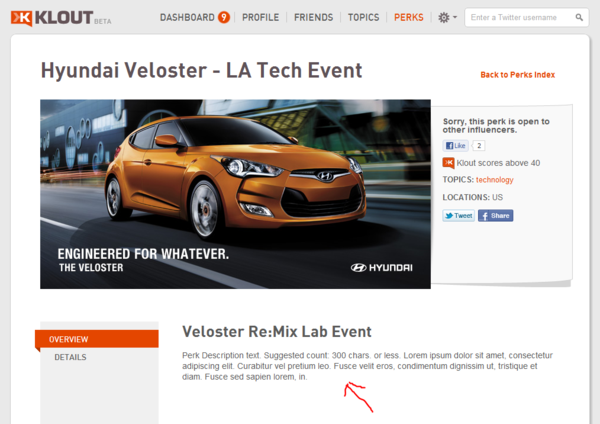 KLOUT BETA
DASHBOARD 9 PROFILE FRIENDS TOPICS PERKS
Enter a Twitter username
Hyundai Veloster - LA Tech Event
Back to Perks Index
ENGINEERED FOR WHATEVER.
THE VELOSTER
HYUNDAI
Sorry, this perk is open to
other influencers.
Like 2
Klout scores above 40
TOPICS: technology
LOCATIONS: US
Tweet Share
OVERVIEW
DETAILS
Veloster Re:Mix Lab Event
Perk Description text. Suggested count: 300 chars. or less. Lorem ipsum dolor sit amet, consectetur
adipiscing elit. Curabitur vel pretium leo. Fusce velit eros, condimentum dignissim ut, tristique et
diam. Fusce sed sapien lorem, in.